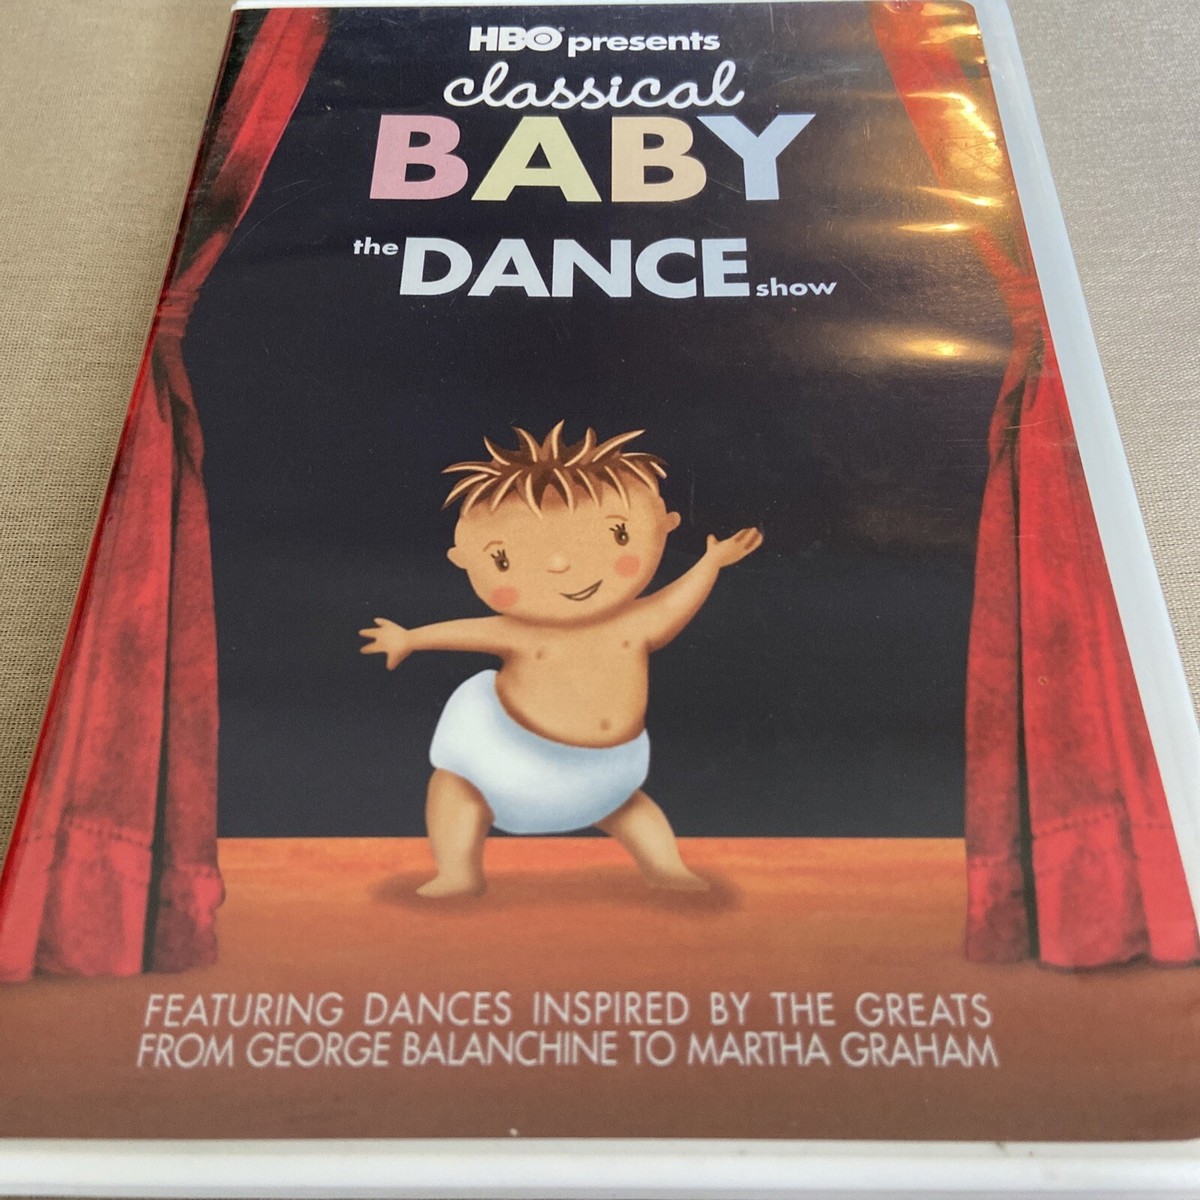 HBO presents
classical
BABY
the DANCE show
FEATURING DANCES INSPIRED BY THE GREATS
FROM GEORGE BALANCHINE TO MARTHA GRAHAM